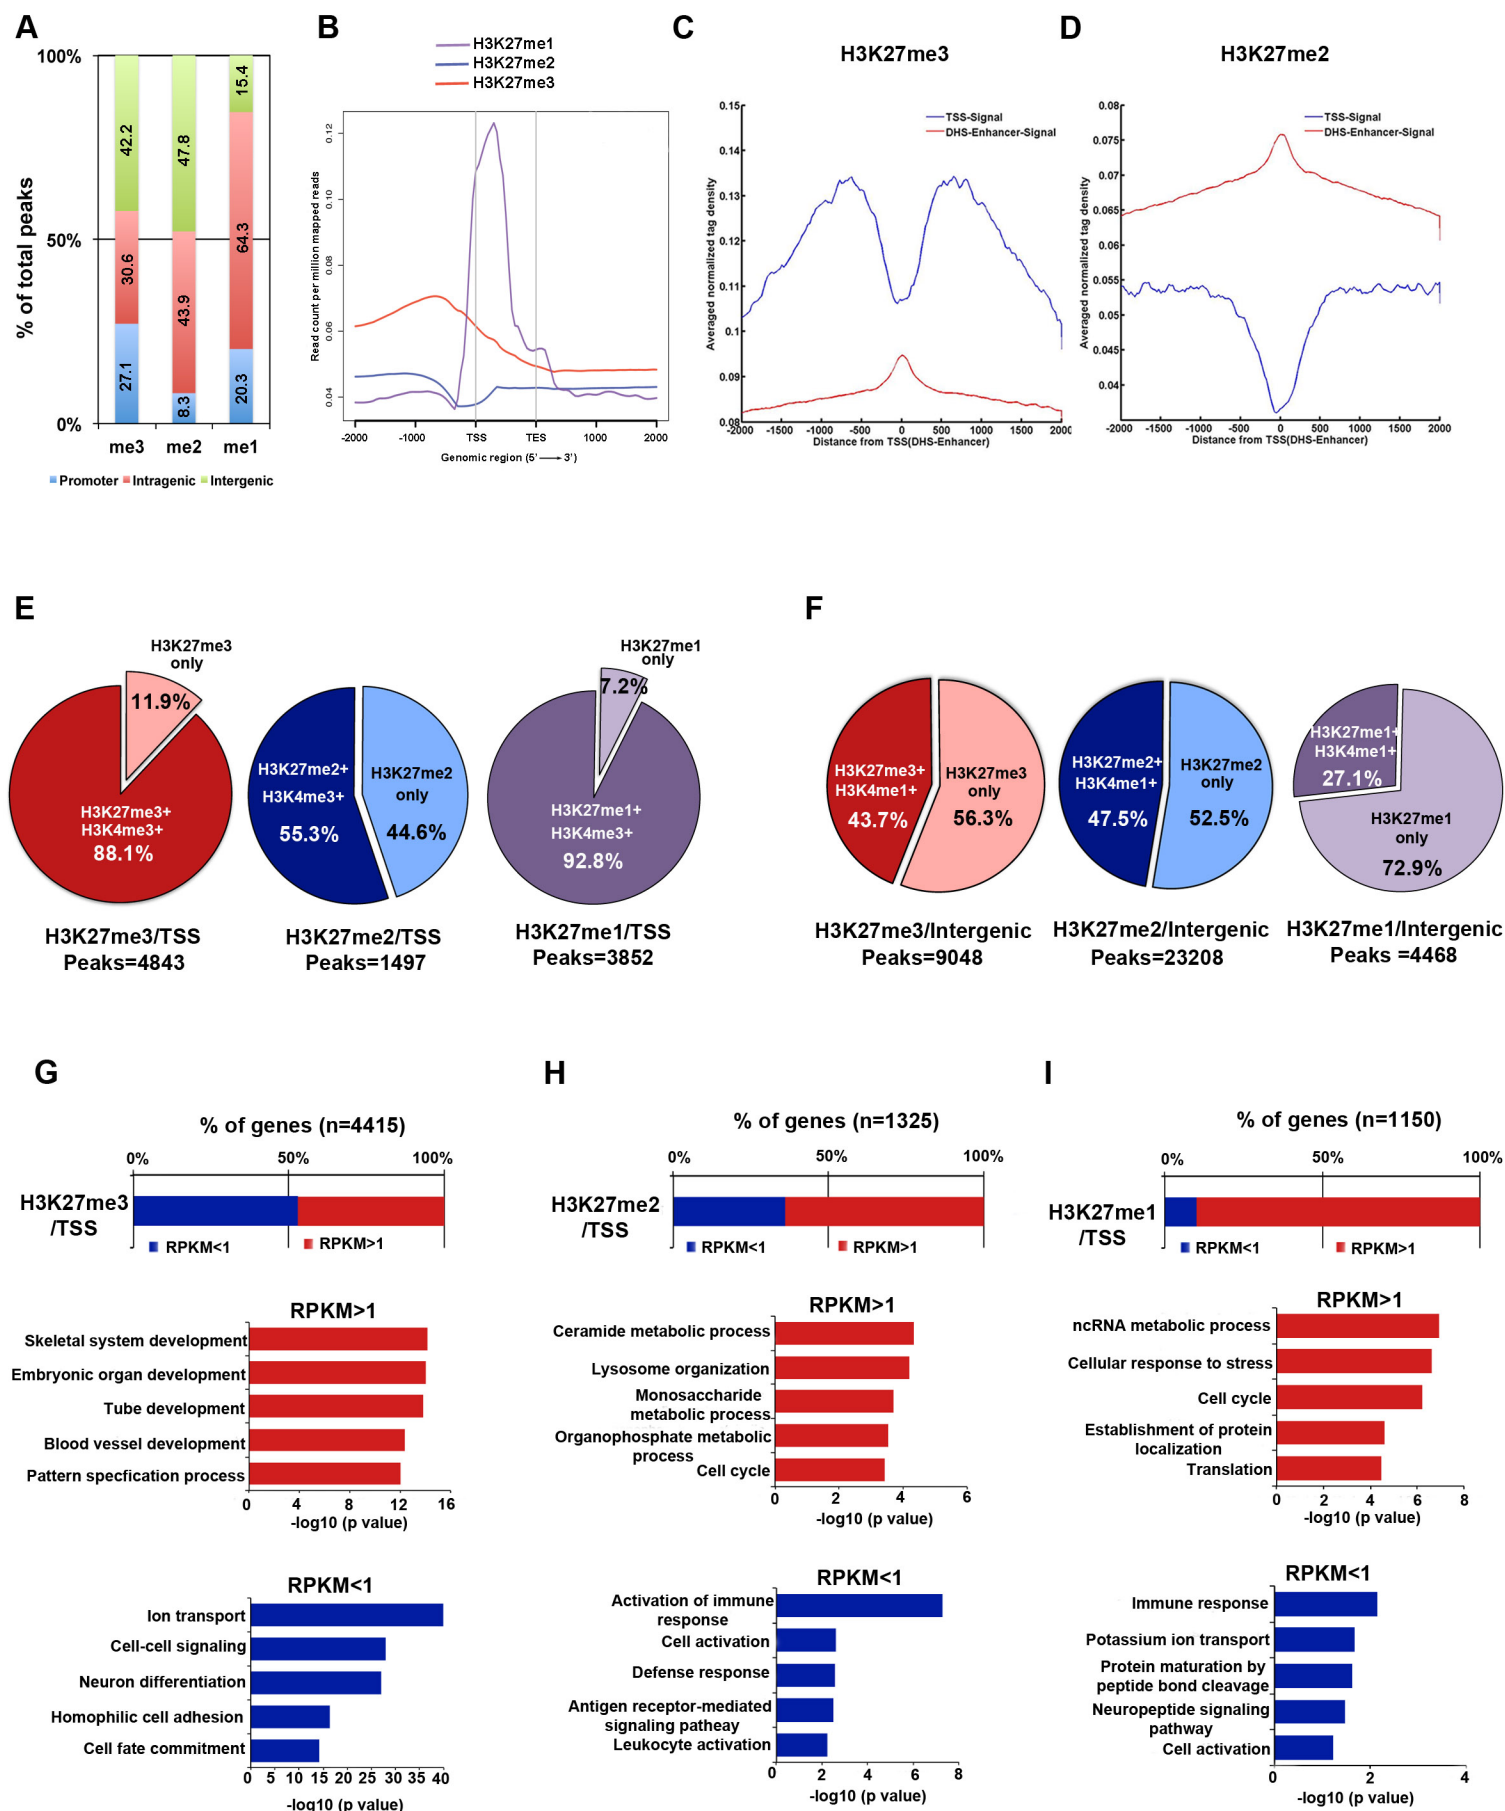 A
100%
50%
0%
% of total peaks
42.2
30.6
27.1
47.8
43.9
8.3
15.4
64.3
20.3
me3 me2 me1
Promoter Intragenic Intergenic
B
H3K27me1
H3K27me2
H3K27me3
Read count per million mapped reads
0.12
0.10
0.08
0.06
0.04
-2000 -1000 TSS TES 1000 2000
Genomic region (5' → 3')
C
H3K27me3
TSS-Signal
DHS-Enhancer-Signal
Averaged normalized tag density
0.15
0.14
0.13
0.12
0.11
0.1
0.09
0.08
-2000 -1500 -1000 -500 0 500 1000 1500 2000
Distance from TSS(DHS-Enhancer)
D
H3K27me2
TSS-Signal
DHS-Enhancer-Signal
Averaged normalized tag density
0.08
0.075
0.07
0.065
0.06
0.055
0.05
0.045
0.04
-2000 -1500 -1000 -500 0 500 1000 1500 2000
Distance from TSS(DHS-Enhancer)
E
H3K27me3
only
11.9%
H3K27me3+
H3K4me3+
88.1%
H3K27me3/TSS
Peaks=4843
H3K27me2+
H3K4me3+
55.3%
H3K27me2
only
44.6%
H3K27me2/TSS
Peaks=1497
H3K27me1
only
7.2%
H3K27me1+
H3K4me3+
92.8%
H3K27me1/TSS
Peaks=3852
F
H3K27me3+
H3K4me1+
43.7%
H3K27me3
only
56.3%
H3K27me3/Intergenic
Peaks=9048
H3K27me2+
H3K4me1+
47.5%
H3K27me2
only
52.5%
H3K27me2/Intergenic
Peaks=23208
H3K27me1+
H3K4me1+
27.1%
H3K27me1
only
72.9%
H3K27me1/Intergenic
Peaks =4468
G
% of genes (n=4415)
0% 50% 100%
H3K27me3
/TSS
RPKM<1 RPKM>1
RPKM>1
Skeletal system development
Embryonic organ development
Tube development
Blood vessel development
Pattern specfication process
0 4 8 12 16
-log10 (p value)
RPKM<1
Ion transport
Cell-cell signaling
Neuron differentiation
Homophilic cell adhesion
Cell fate commitment
0 5 10 15 20 25 30 35 40
-log10 (p value)
H
% of genes (n=1325)
0% 50% 100%
H3K27me2
/TSS
RPKM<1 RPKM>1
RPKM>1
Ceramide metabolic process
Lysosome organization
Monosaccharide
metabolic process
Organophosphate metabolic
process
Cell cycle
0 2 4 6
-log10 (p value)
RPKM<1
Activation of immune
response
Cell activation
Defense response
Antigen receptor-mediated
signaling patheay
Leukocyte activation
0 2 4 6 8
-log10 (p value)
I
% of genes (n=1150)
0% 50% 100%
H3K27me1
/TSS
RPKM<1 RPKM>1
RPKM>1
ncRNA metabolic process
Cellular response to stress
Cell cycle
Establishment of protein
localization
Translation
0 2 4 6 8
-log10 (p value)
RPKM<1
Immune response
Potassium ion transport
Protein maturation by
peptide bond cleavage
Neuropeptide signaling
pathway
Cell activation
0 2 4
-log10 (p value)